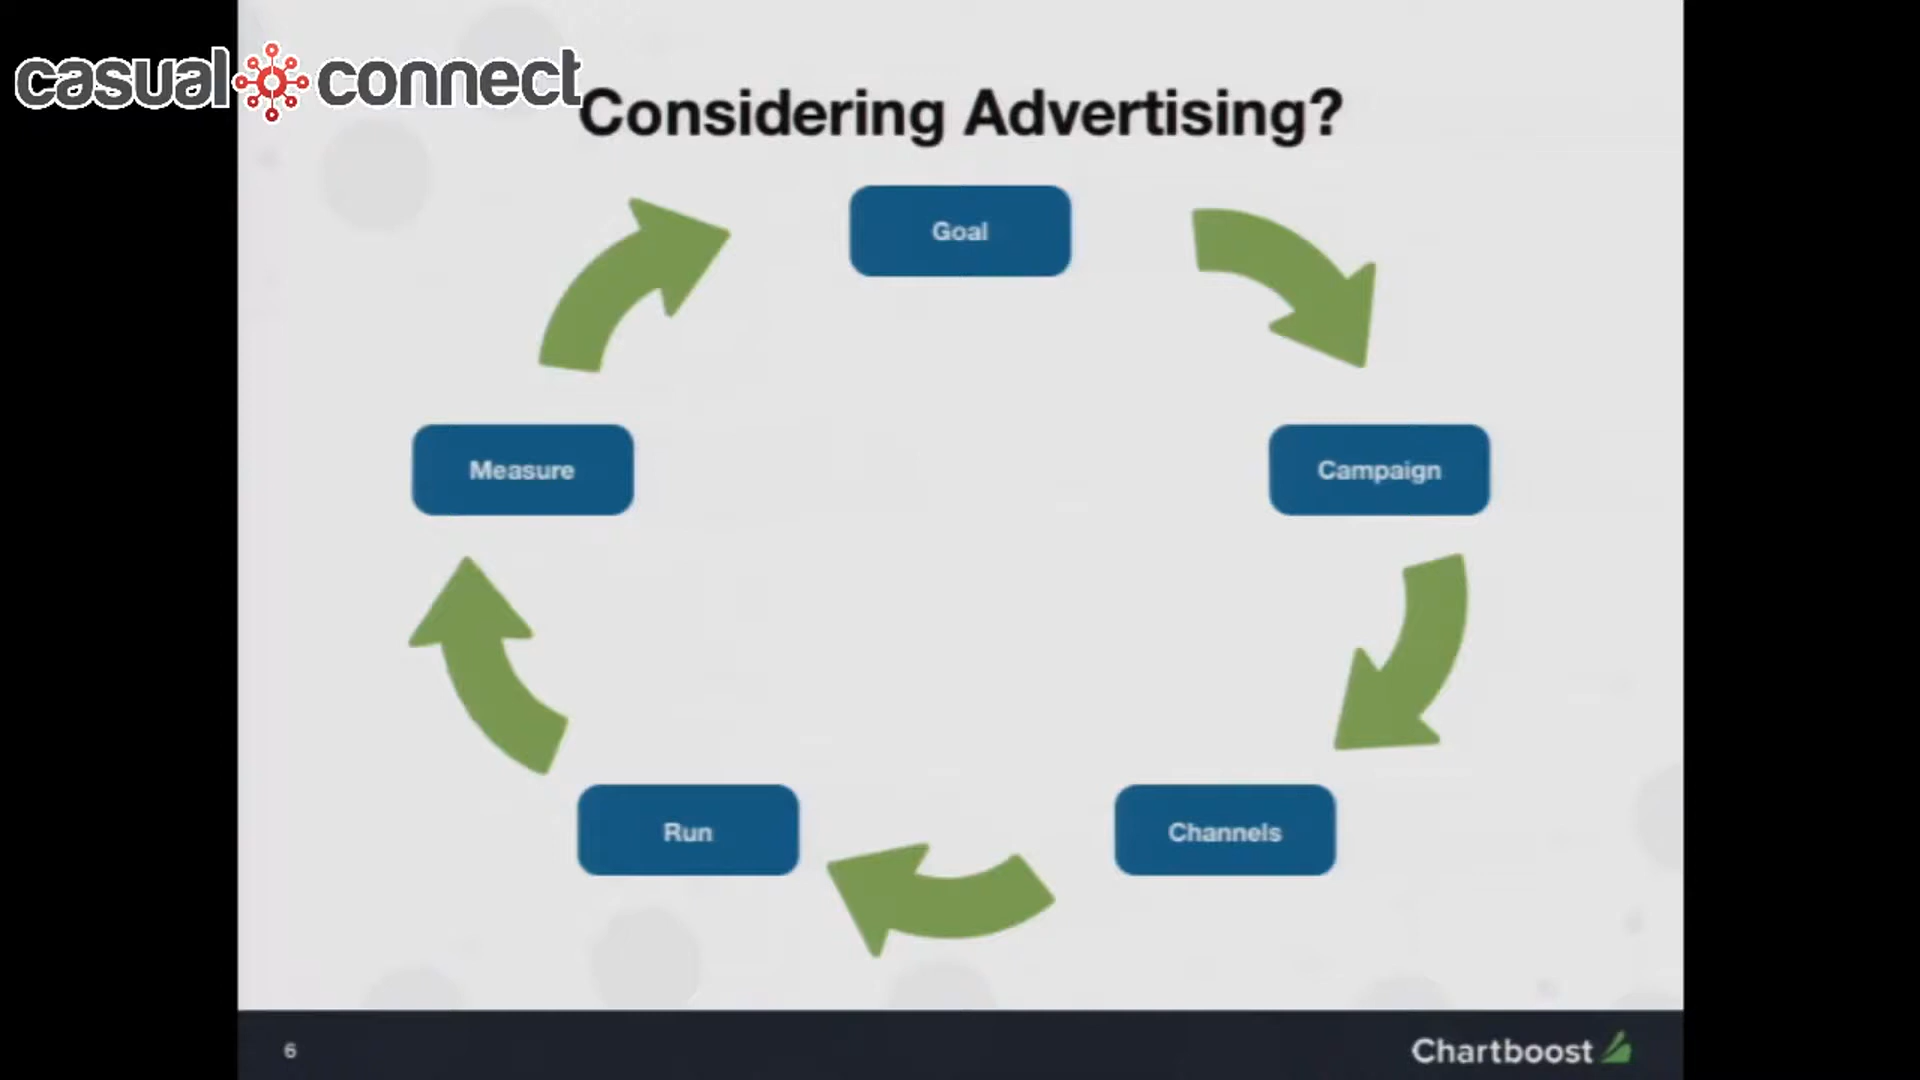 casual connect
Considering Advertising?
Goal
Measure
Campaign
Run
Channels
6
Chartboost